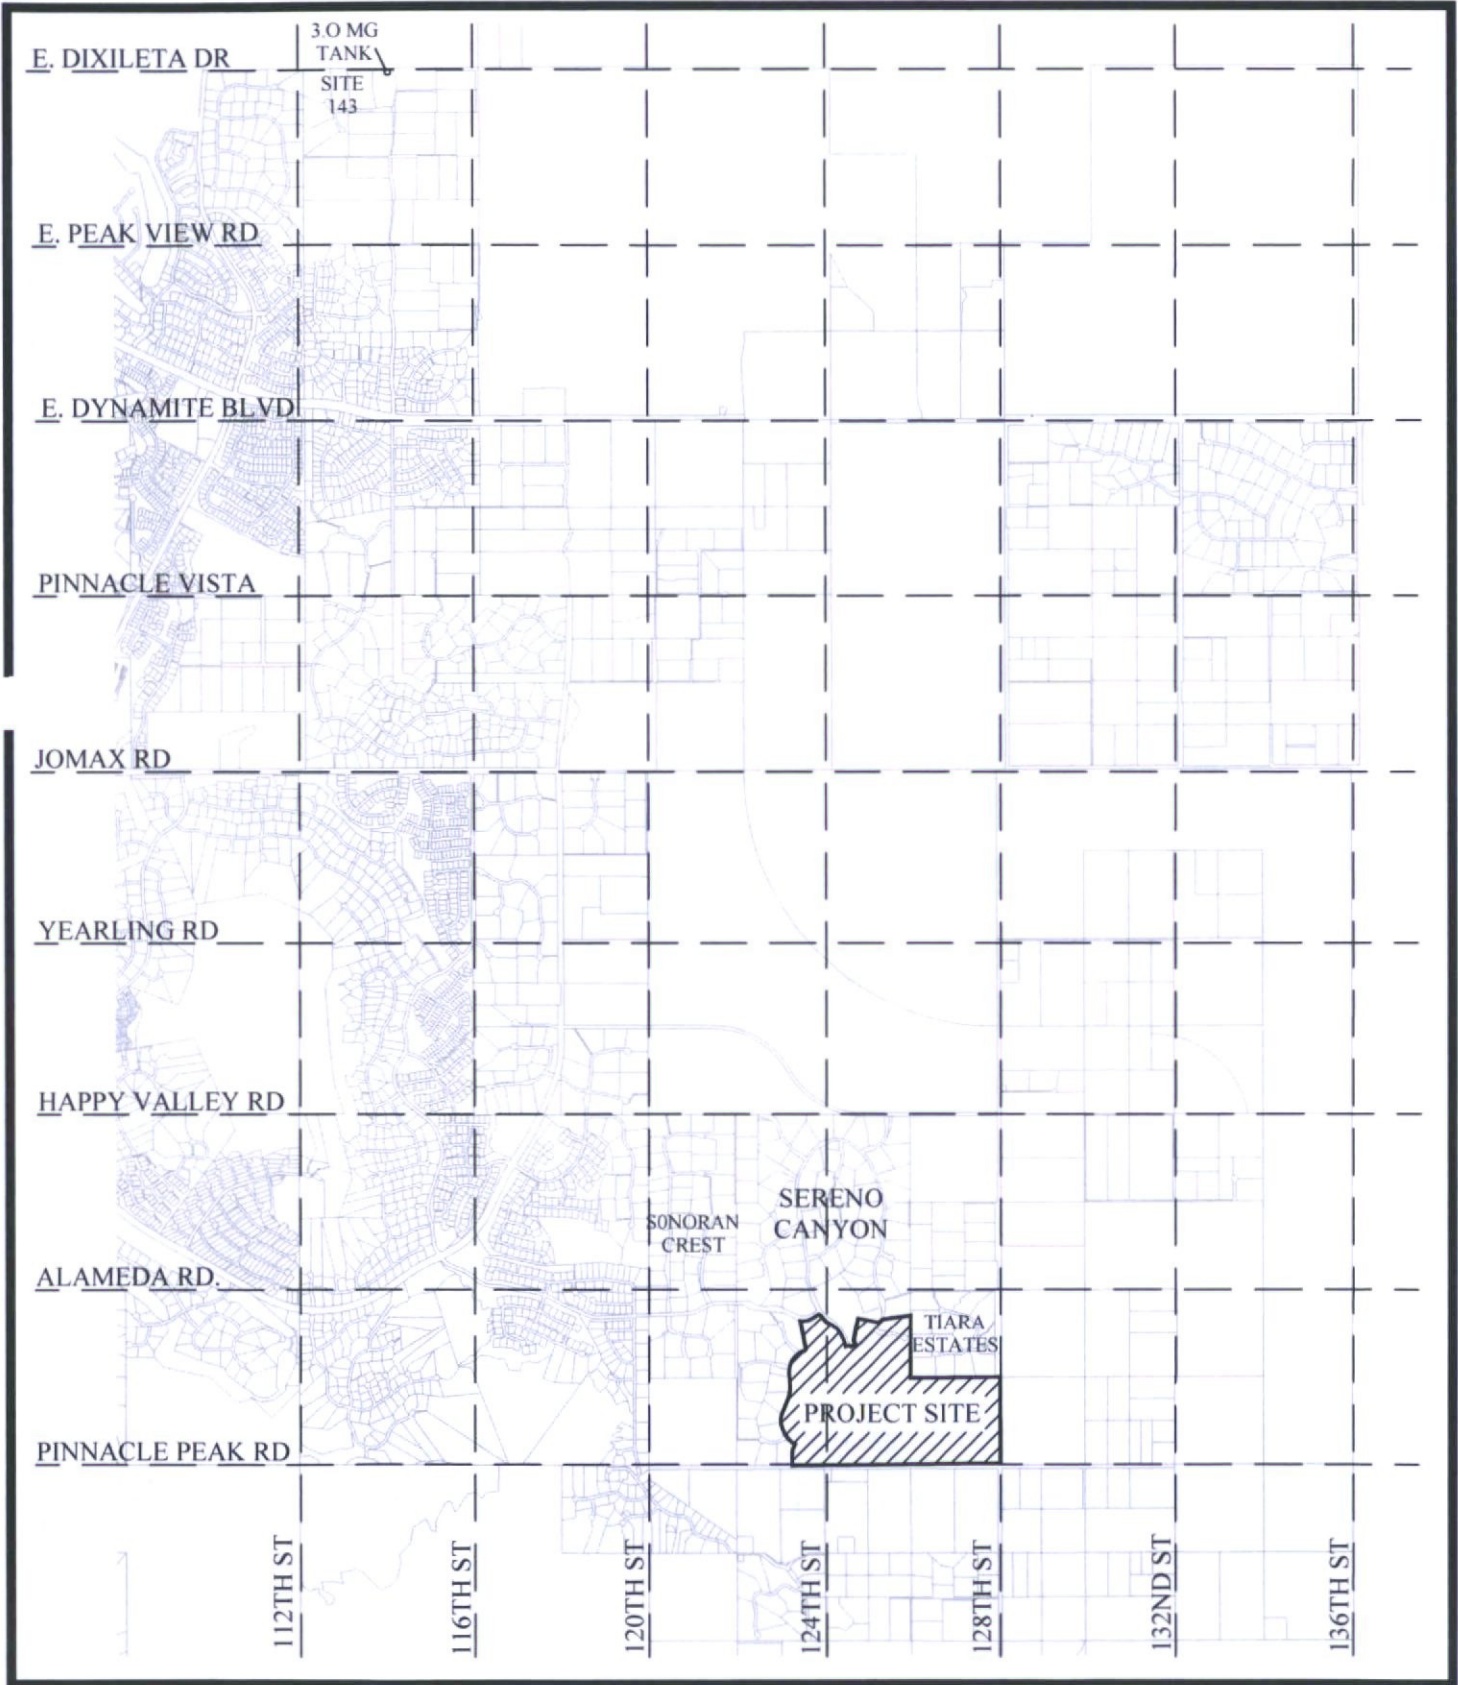 3.O MG
TANK
E. DIXILETA DR
SITE
143
E. PEAK VIEW RD
E. DYNAMITE BLVD
PINNACLE VISTA
JOMAX RD
YEARLING RD
HAPPY VALLEY RD
SERENO
CANYON
S0NORAN
CREST
ALAMEDA RD.
TIARA
ESTATES
PROJECT SITE
PINNACLE PEAK RD
112TH ST
116TH ST
120TH ST
124TH ST
128TH ST
132ND ST
136TH ST